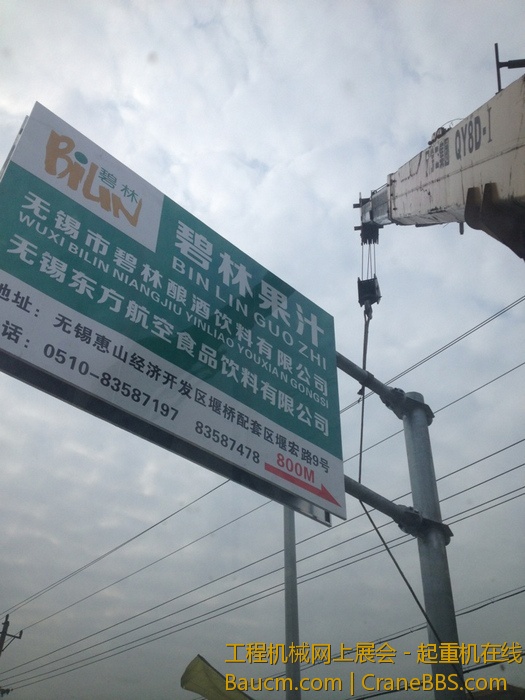 BiLiN
碧林
碧林果汁
BIN LIN GUO ZHI
无锡市碧林酿酒饮料有限公司
WUXI BILIN NIANGJIU YINLIAO YOUXIAN GONGSI
无锡东万航空食品饮料有限公司
地址：无锡惠山经济开发区堰桥配套区堰宏路9号
话：0510-83587197 83587478
800M
QY8D-I
工程机械网上展会 - 起重机在线
Baucm.com | CraneBBS.com